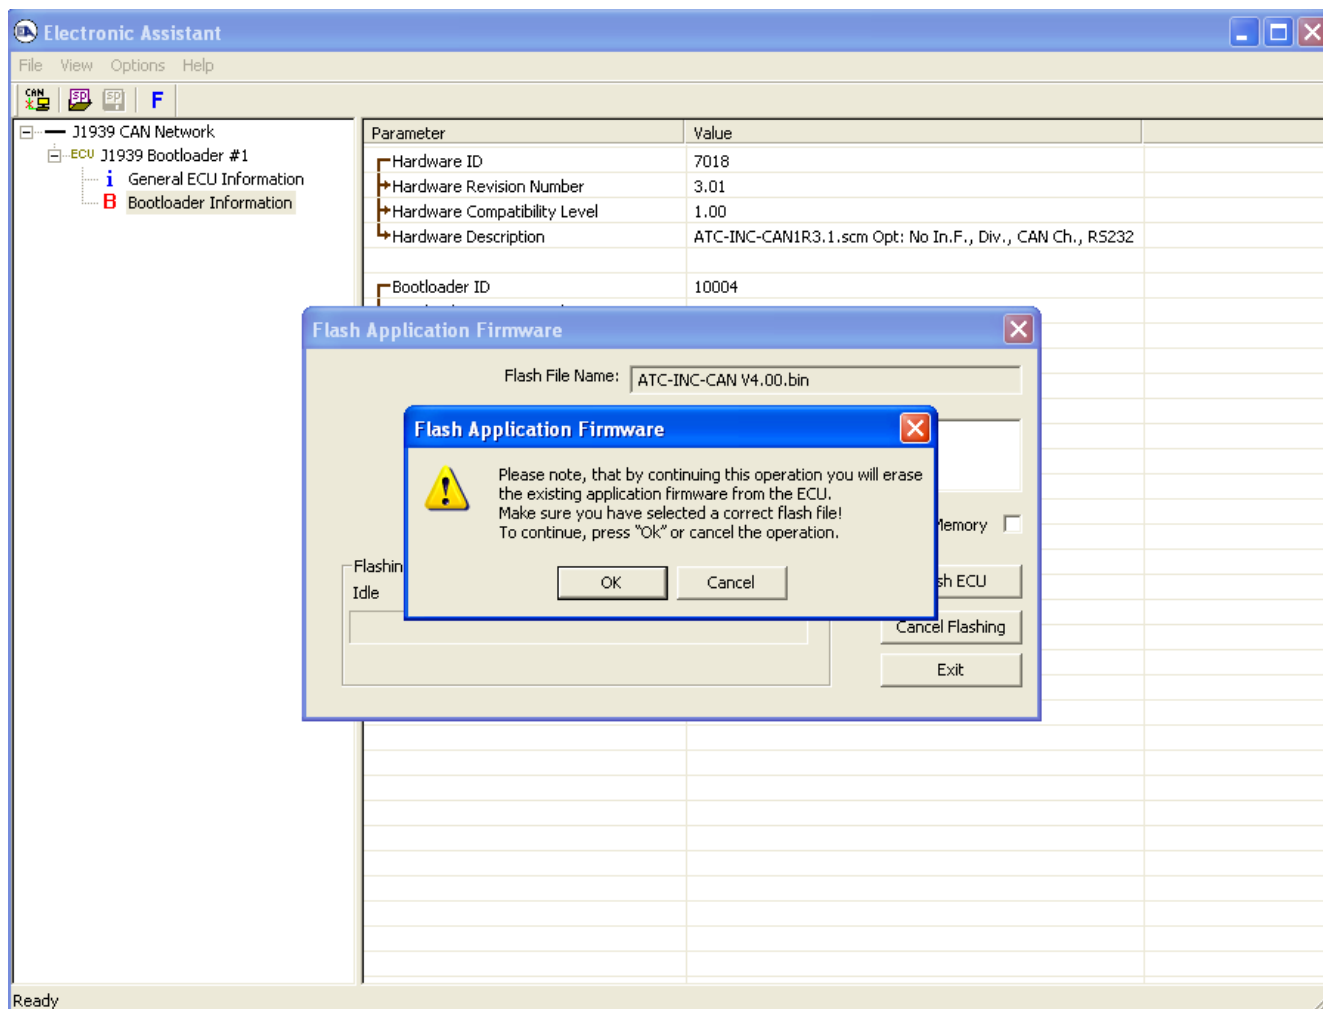 Electronic Assistant
File View Options Help
CAN SP SP F
J1939 CAN Network
ECU J1939 Bootloader #1
i General ECU Information
B Bootloader Information
Parameter Value
Hardware ID 7018
Hardware Revision Number 3.01
Hardware Compatibility Level 1.00
Hardware Description ATC-INC-CAN1R3.1.scm Opt: No In.F., Div., CAN Ch., RS232
Bootloader ID 10004
Flash Application Firmware
Flash File Name: ATC-INC-CAN V4.00.bin
Flash Application Firmware
Please note, that by continuing this operation you will erase
the existing application firmware from the ECU.
Make sure you have selected a correct flash file!
To continue, press "Ok" or cancel the operation.
OK Cancel
Memory
Flashin
Idle
sh ECU
Cancel Flashing
Exit
Ready